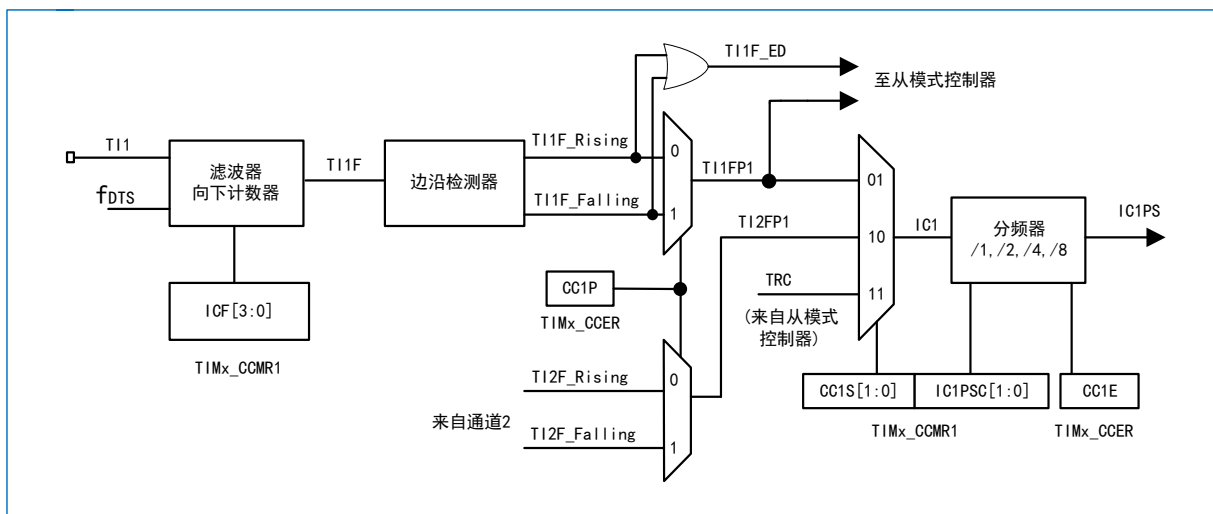 TI1F_ED
至从模式控制器
TI1
fDTS
滤波器
向下计数器
TI1F
边沿检测器
TI1F_Rising
TI1F_Falling
0
1
TI1FP1
TI2FP1
TRC
(来自从模式
控制器)
01
10
11
IC1
分频器
/1,/2,/4,/8
IC1PS
ICF[3:0]
TIMx_CCMR1
CC1P
TIMx_CCER
TI2F_Rising
来自通道2
TI2F_Falling
0
1
CC1S[1:0]
IC1PSC[1:0]
CC1E
TIMx_CCMR1
TIMx_CCER